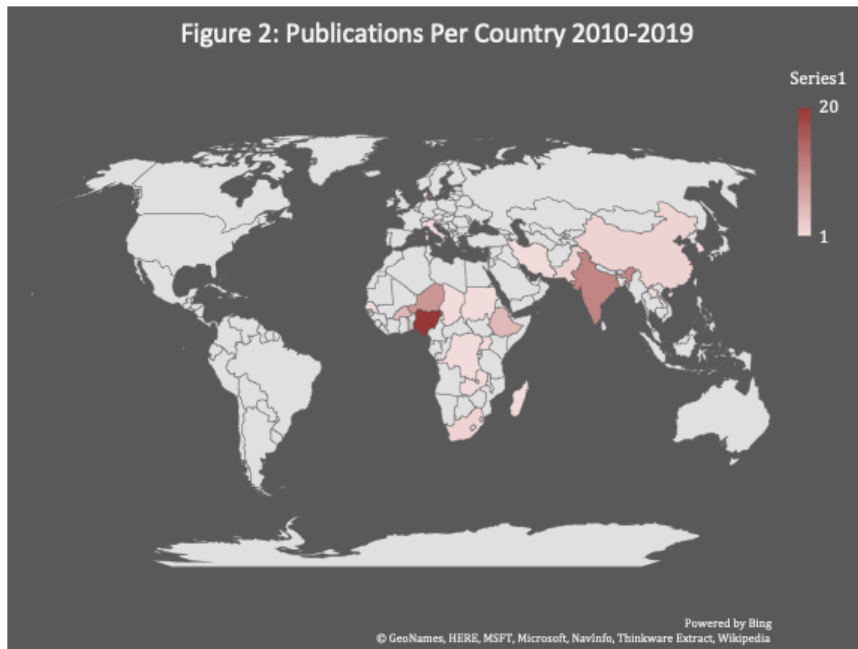 Figure 2: Publications Per Country 2010-2019
Series1
20
1
Powered by Bing
© GeoNames, HERE, MSFT, Microsoft, NavInfo, Thinkware Extract, Wikipedia